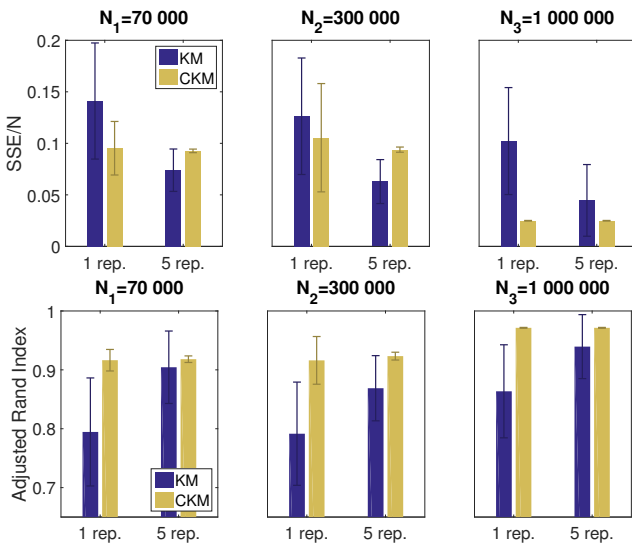 N1=70 000
N2=300 000
N3=1 000 000
SSE/N
0.2
0.15
0.1
0.05
0
KM
CKM
1 rep.
5 rep.
1 rep.
5 rep.
1 rep.
5 rep.
N1=70 000
N2=300 000
N3=1 000 000
Adjusted Rand Index
1
0.9
0.8
0.7
KM
CKM
1 rep.
5 rep.
1 rep.
5 rep.
1 rep.
5 rep.